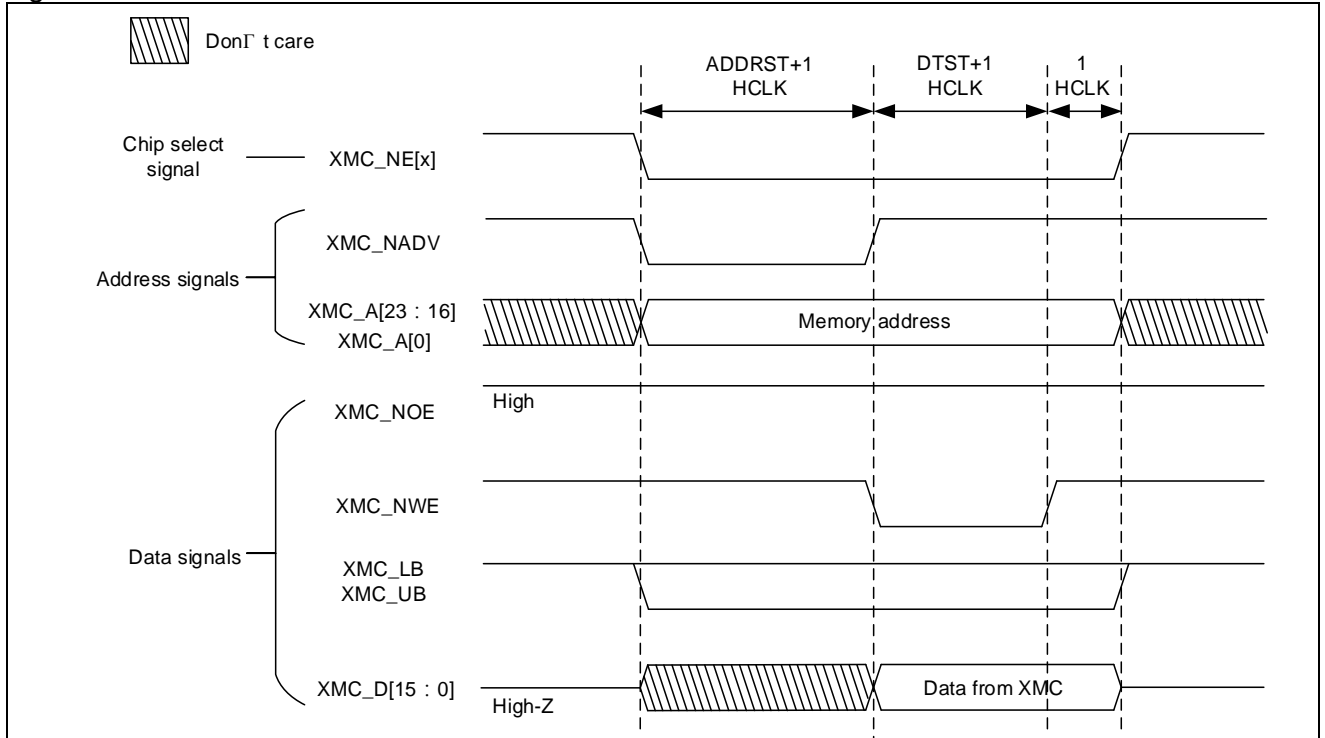 DonΓ t care
ADDRST+1
HCLK
DTST+1
HCLK
1
HCLK
Chip select
signal
XMC_NE[x]
XMC_NADV
Address signals
XMC_A[23 : 16]
XMC_A[0]
Memory address
High
XMC_NOE
XMC_NWE
Data signals
XMC_LB
XMC_UB
XMC_D[15 : 0]
High-Z
Data from XMC